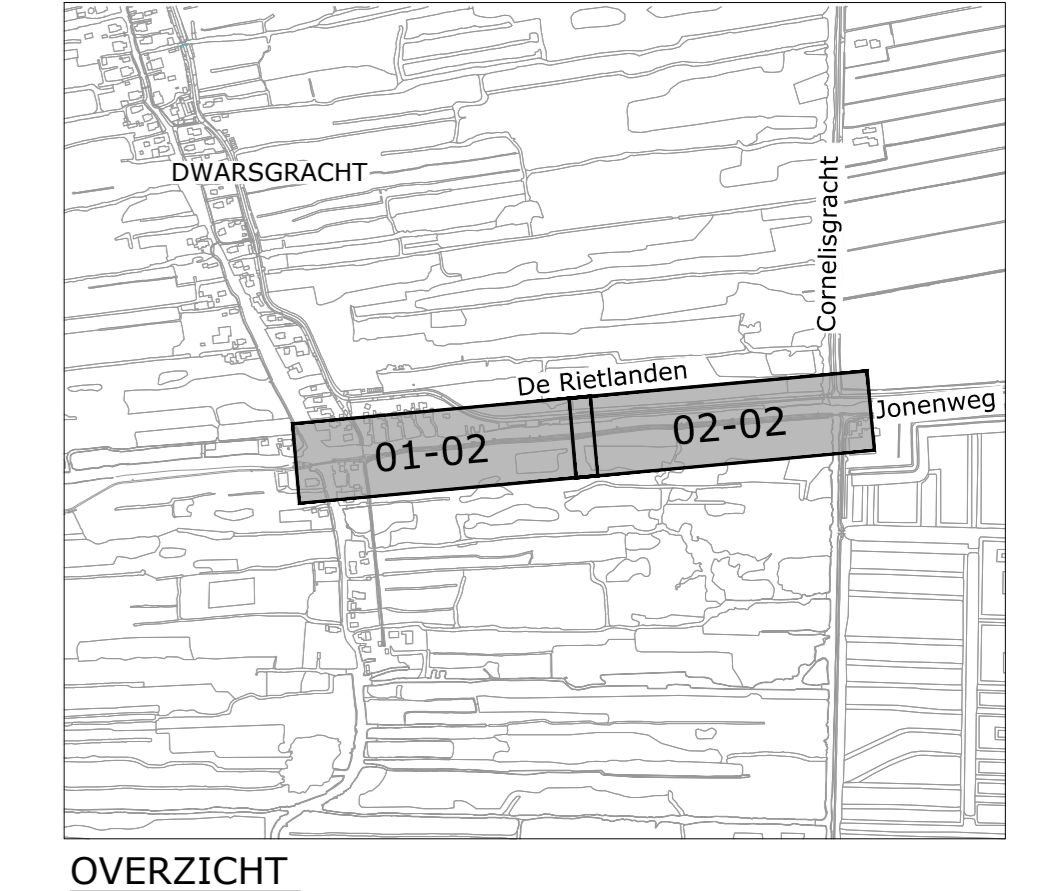 DWARSGRACHT
Cornelisgracht
De Rietlanden
Jonenweg
01-02
02-02
OVERZICHT